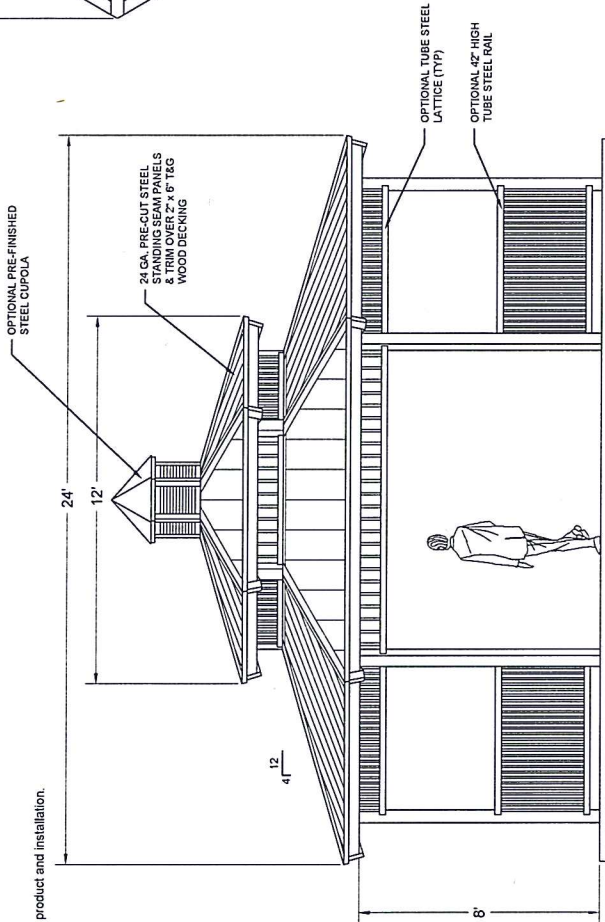 product and installation.
OPTIONAL PRE-FINISHED
STEEL CUPOLA
24'
12'
24 GA. PRE-CUT STEEL
STANDING SEAM PANELS
& TRIM OVER 2" x 6" T&G
WOOD DECKING
12
4
8'
OPTIONAL TUBE STEEL
LATTICE (TYP)
OPTIONAL 42" HIGH
TUBE STEEL RAIL